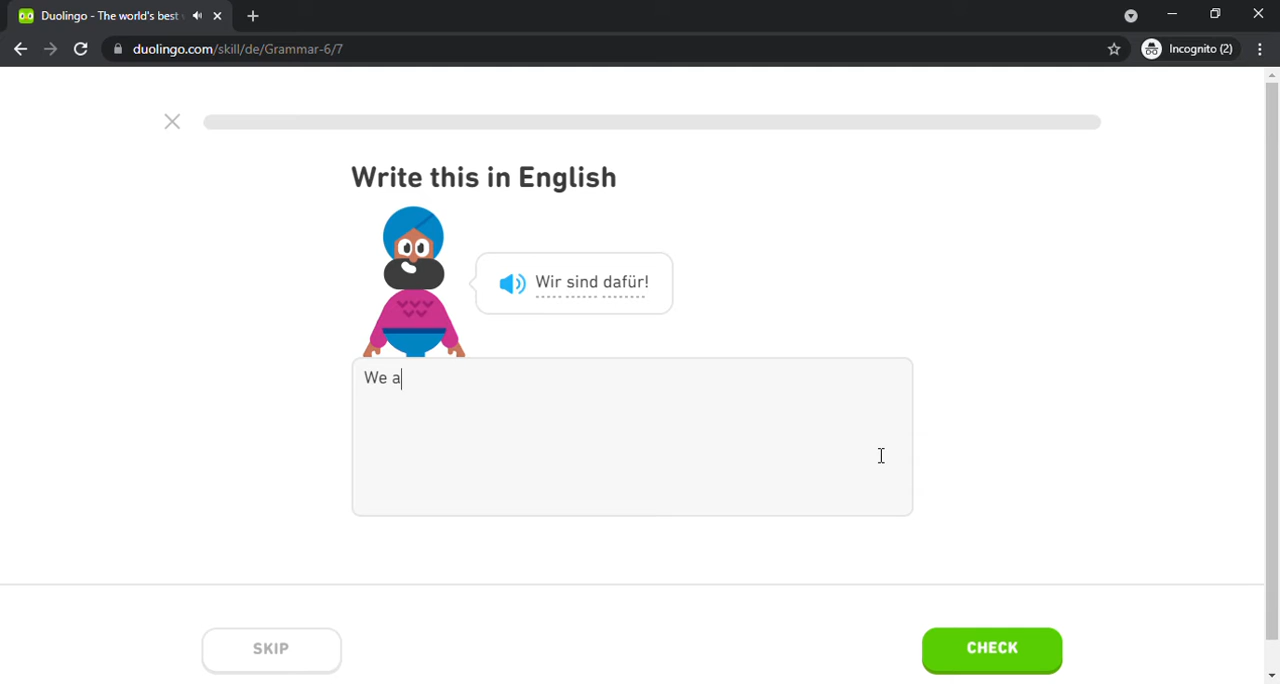 Duolingo - The world's best
duolingo.com/skill/de/Grammar-6/7
Incognito (2)
Write this in English
Wir sind dafür!
We a
SKIP
CHECK